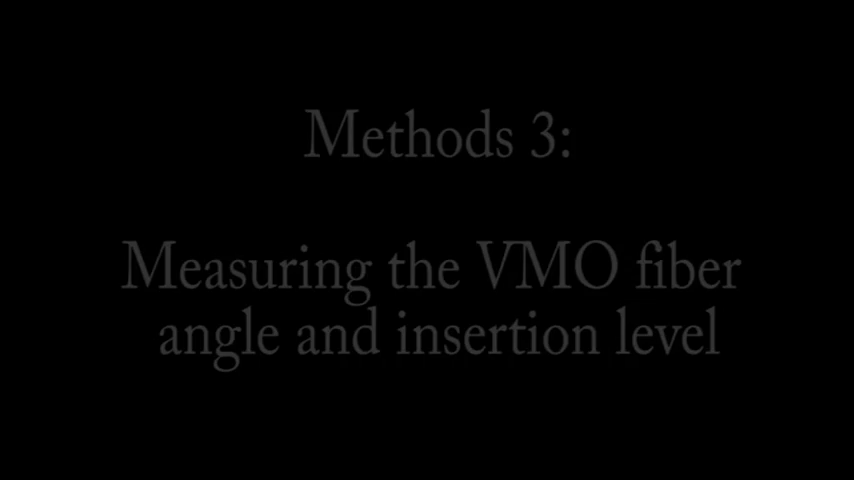 Methods 3:
Measuring the VMO fiber
angle and insertion level